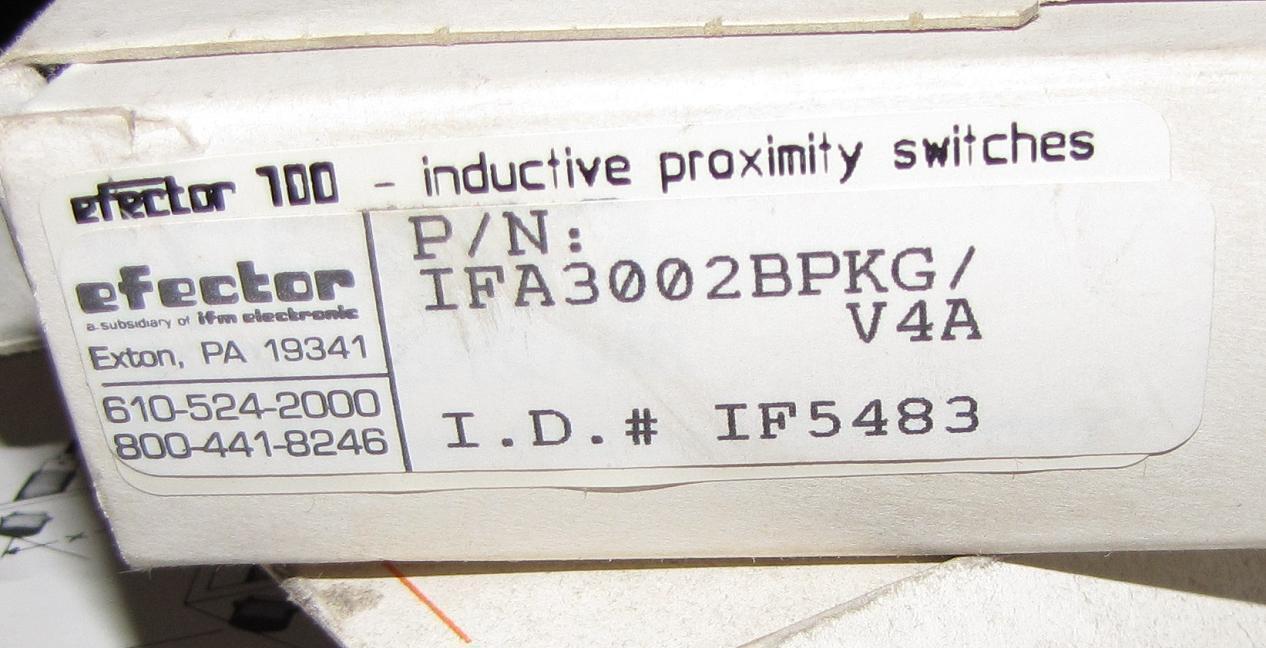 efector 100 - inductive proximity switches
efector
a subsidiary of ifm electronic
Exton, PA 19341
610-524-2000
800-441-8246
P/N:
IFA3002BPKG/
V4A
I.D.# IF5483